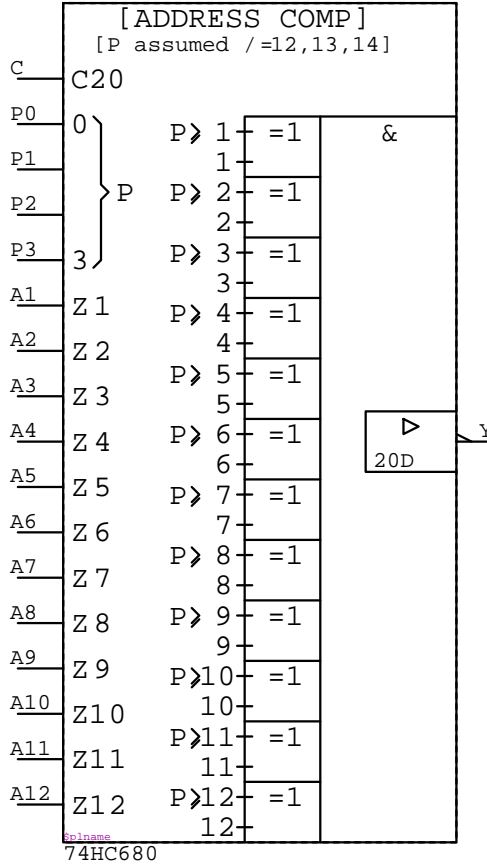 [ADDRESS COMP]
[P assumed /=12,13,14]
C C20
P0 0
P1
P2 P
P3 3
A1 Z1
A2 Z2
A3 Z3
A4 Z4
A5 Z5
A6 Z6
A7 Z7
A8 Z8
A9 Z9
A10 Z10
A11 Z11
A12 Z12
P≥ 1 =1
1
P≥ 2 =1
2
P≥ 3 =1
3
P≥ 4 =1
4
P≥ 5 =1
5
P≥ 6 =1
6
P≥ 7 =1
7
P≥ 8 =1
8
P≥ 9 =1
9
P≥10 =1
10
P≥11 =1
11
P≥12 =1
12
&
20D
Y
$plname
74HC680